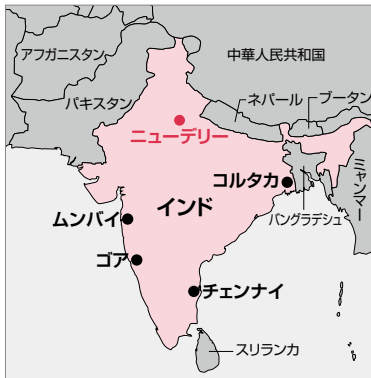 アフガニスタン
中華人民共和国
パキスタン
ネパール
ブータン
ニューデリー
コルタカ
インド
ムンバイ
バングラデシュ
ミャンマー
ゴア
チェンナイ
スリランカ